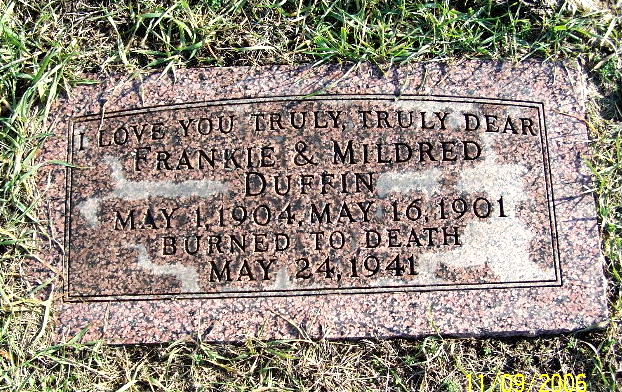 I LOVE YOU TRULY, TRULY DEAR
FRANKIE & MILDRED
DUFFIN
MAY 1, 1904, MAY 16, 1901
BURNED TO DEATH
MAY 24, 1941
11/09/2006